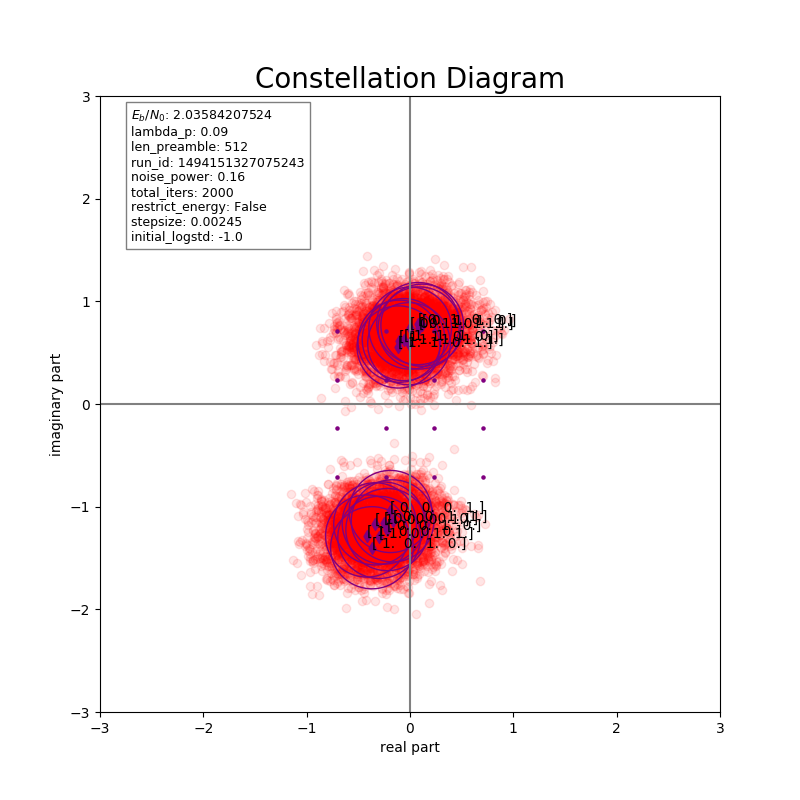 Constellation Diagram
E_b/N_0: 2.03584207524
lambda_p: 0.09
len_preamble: 512
run_id: 1494151327075243
noise_power: 0.16
total_iters: 2000
restrict_energy: False
stepsize: 0.00245
initial_logstd: -1.0
3
2
1
0
−1
−2
−3
imaginary part
[ 1. 0. 1. 0.]
−3 −2 −1 0 1 2 3
real part